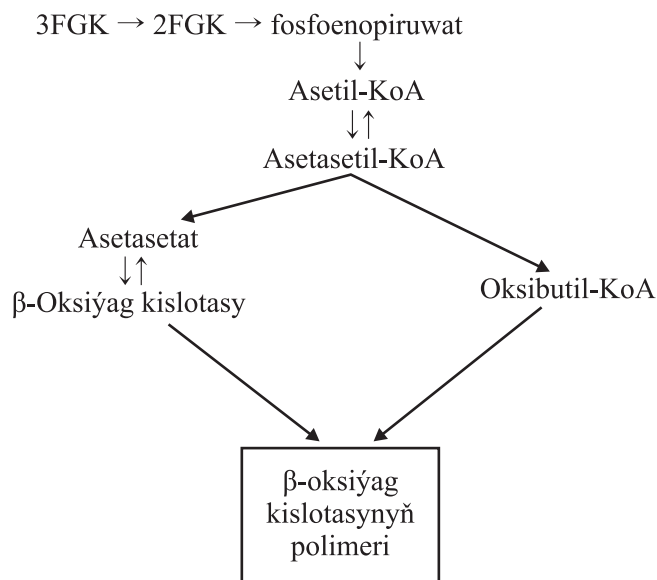 3FGK → 2FGK → fosfoenopiruwat
↓
Asetil-KoA
↓↑
Asetasetil-KoA
Asetasetat
↓↑
β-Oksiýag kislotasy
Oksibutil-KoA
β-oksiýag
kislotasynyň
polimeri